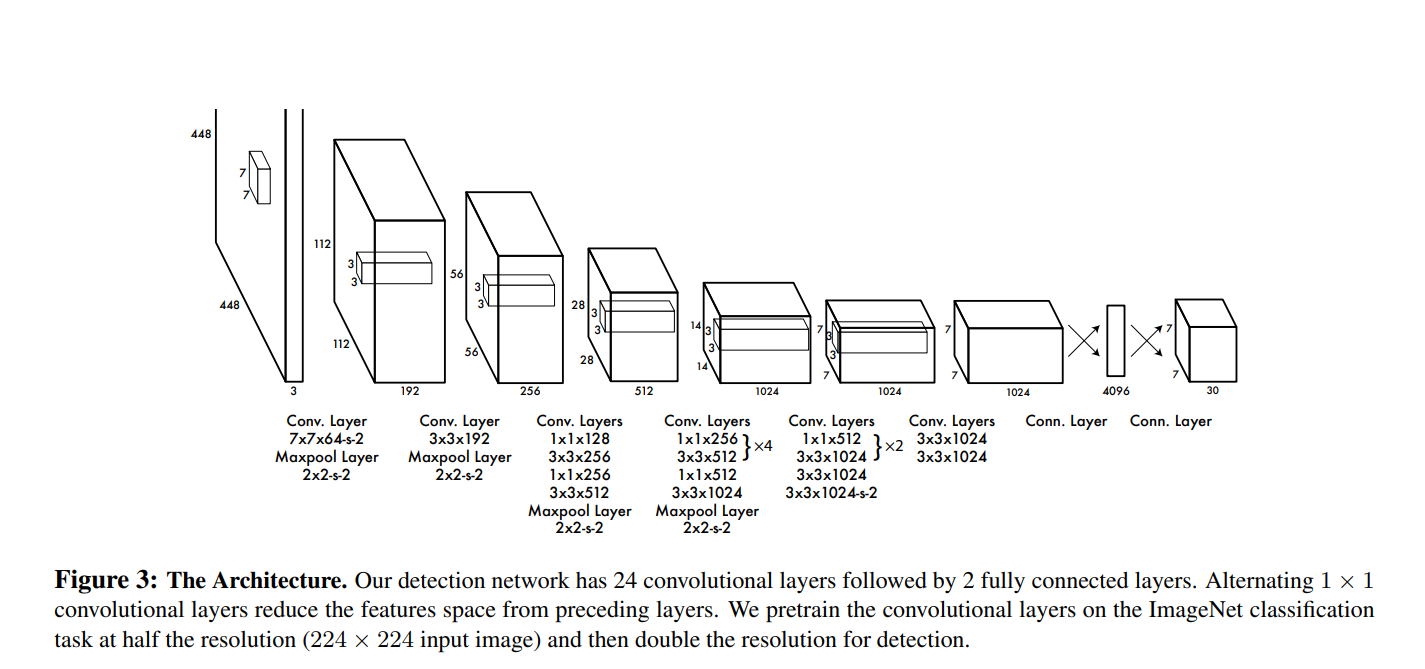 448
7
7
448
3
112
3
3
112
192
56
3
3
56
256
28
3
3
28
512
14
3
3
14
1024
7
3
3
7
1024
7
7
1024
4096
7
7
30
Conv. Layer
7x7x64-s-2
Maxpool Layer
2x2-s-2
Conv. Layer
3x3x192
Maxpool Layer
2x2-s-2
Conv. Layers
1x1x128
3x3x256
1x1x256
3x3x512
Maxpool Layer
2x2-s-2
Conv. Layers
1x1x256
3x3x512
}×4
1x1x512
3x3x1024
Maxpool Layer
2x2-s-2
Conv. Layers
1x1x512
3x3x1024
}×2
3x3x1024
3x3x1024-s-2
Conv. Layers
3x3x1024
3x3x1024
Conn. Layer
Conn. Layer
Figure 3: The Architecture. Our detection network has 24 convolutional layers followed by 2 fully connected layers. Alternating 1 × 1
convolutional layers reduce the features space from preceding layers. We pretrain the convolutional layers on the ImageNet classification
task at half the resolution (224 × 224 input image) and then double the resolution for detection.